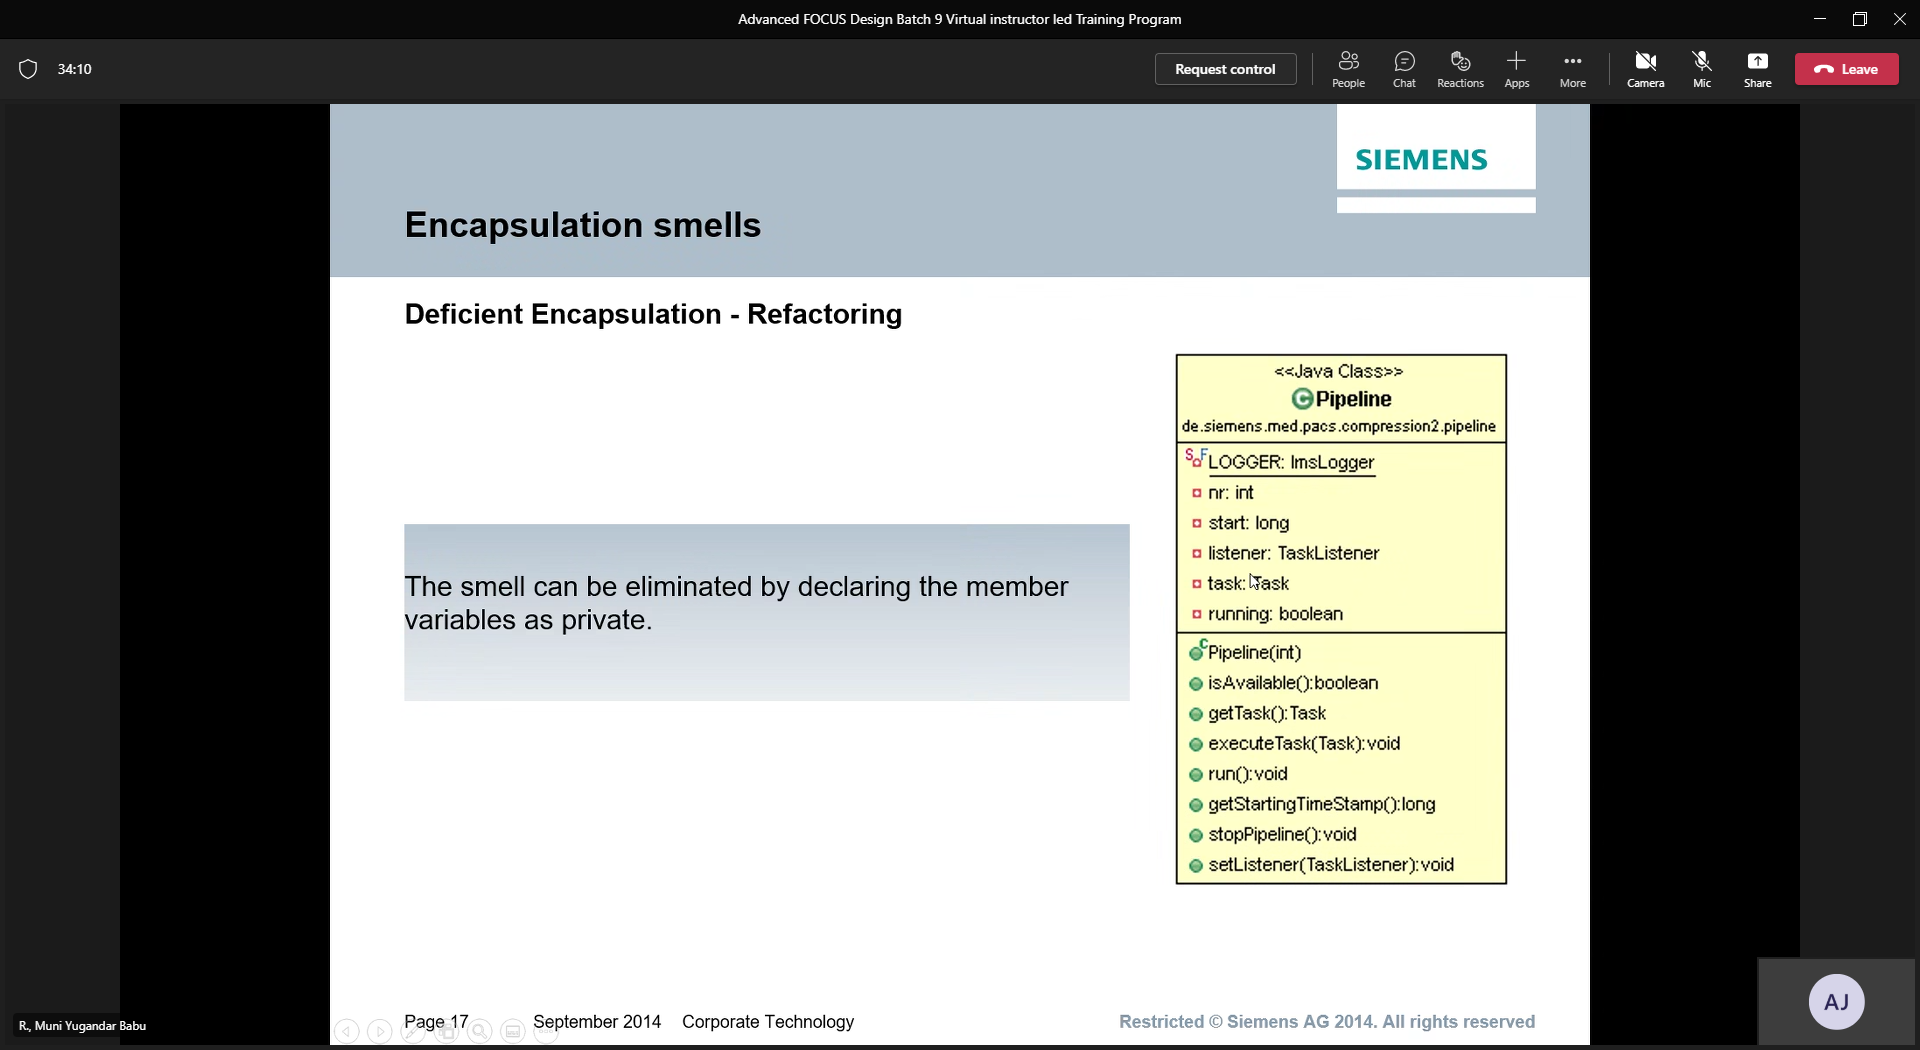 Advanced FOCUS Design Batch 9 Virtual instructor led Training Program
34:10
Request control
People
Chat
Reactions
Apps
More
Camera
Mic
Share
Leave
SIEMENS
Encapsulation smells
Deficient Encapsulation - Refactoring
The smell can be eliminated by declaring the member
variables as private.
<<Java Class>>
C Pipeline
de.siemens.med.pacs.compression2.pipeline
S F LOGGER: ImsLogger
nr: int
start: long
listener: TaskListener
task: Task
running: boolean
C Pipeline(int)
isAvailable():boolean
getTask():Task
executeTask(Task):void
run():void
getStartingTimeStamp():long
stopPipeline():void
setListener(TaskListener):void
Page 17 September 2014 Corporate Technology
Restricted © Siemens AG 2014. All rights reserved
R., Muni Yugandar Babu
AJ